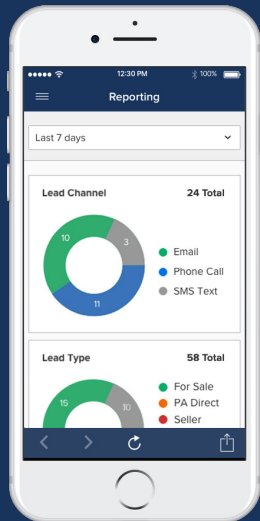 12:30 PM
100%
Reporting
Last 7 days
Lead Channel
24 Total
10
3
11
Email
Phone Call
SMS Text
Lead Type
58 Total
15
10
For Sale
PA Direct
Seller